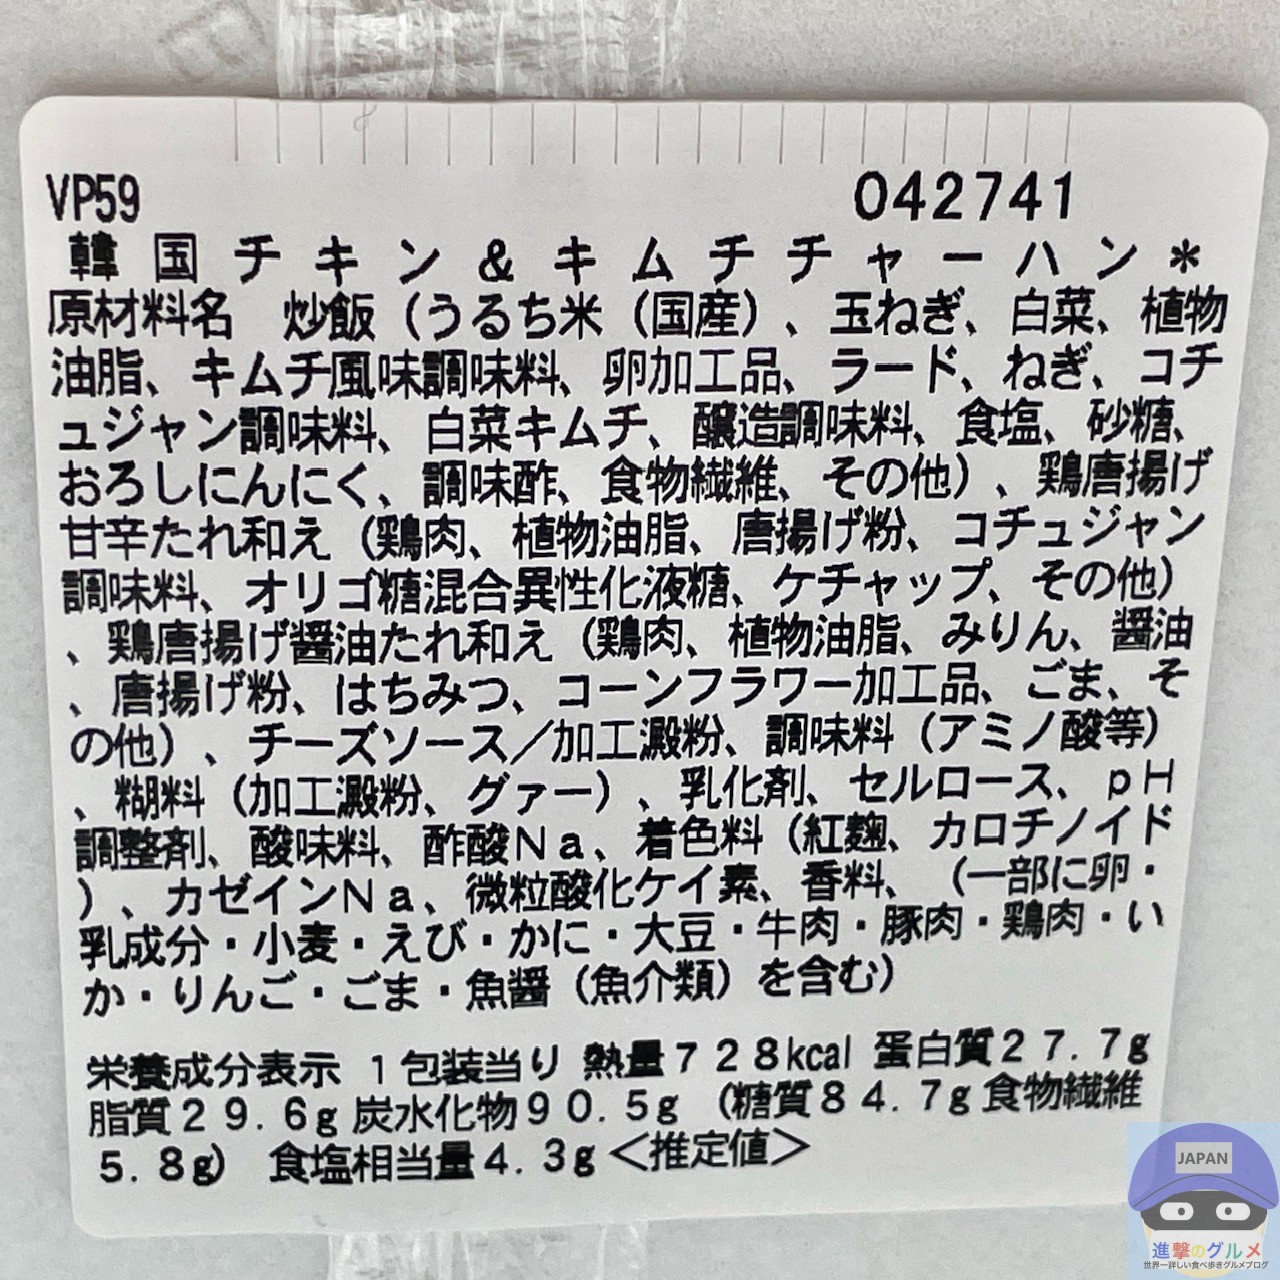 VP59 042741
韓国チキン&キムチチャーハン*
原材料名 炒飯（うるち米（国産）、玉ねぎ、白菜、植物
油脂、キムチ風味調味料、卵加工品、ラード、ねぎ、コチ
ュジャン調味料、白菜キムチ、醸造調味料、食塩、砂糖、
おろしにんにく、調味酢、食物繊維、その他）、鶏唐揚げ
甘辛たれ和え（鶏肉、植物油脂、唐揚げ粉、コチュジャン
調味料、オリゴ糖混合異性化液糖、ケチャップ、その他）
、鶏唐揚げ醤油たれ和え（鶏肉、植物油脂、みりん、醤油
、唐揚げ粉、はちみつ、コーンフラワー加工品、ごま、そ
の他）、チーズソース／加工澱粉、調味料（アミノ酸等）
、糊料（加工澱粉、グァー）、乳化剤、セルロース、ｐＨ
調整剤、酸味料、酢酸Ｎａ、着色料（紅麹、カロチノイド
）、カゼインＮａ、微粒酸化ケイ素、香料、（一部に卵・
乳成分・小麦・えび・かに・大豆・牛肉・豚肉・鶏肉・い
か・りんご・ごま・魚醤（魚介類）を含む）
栄養成分表示 1包装当り 熱量７２８kcal 蛋白質２７.７g
脂質２９.６g 炭水化物９０.５g （糖質８４.７g 食物繊維
５.８g） 食塩相当量４.３g＜推定値＞
JAPAN
進撃のグルメ
世界一詳しい食べ歩きグルメブログ